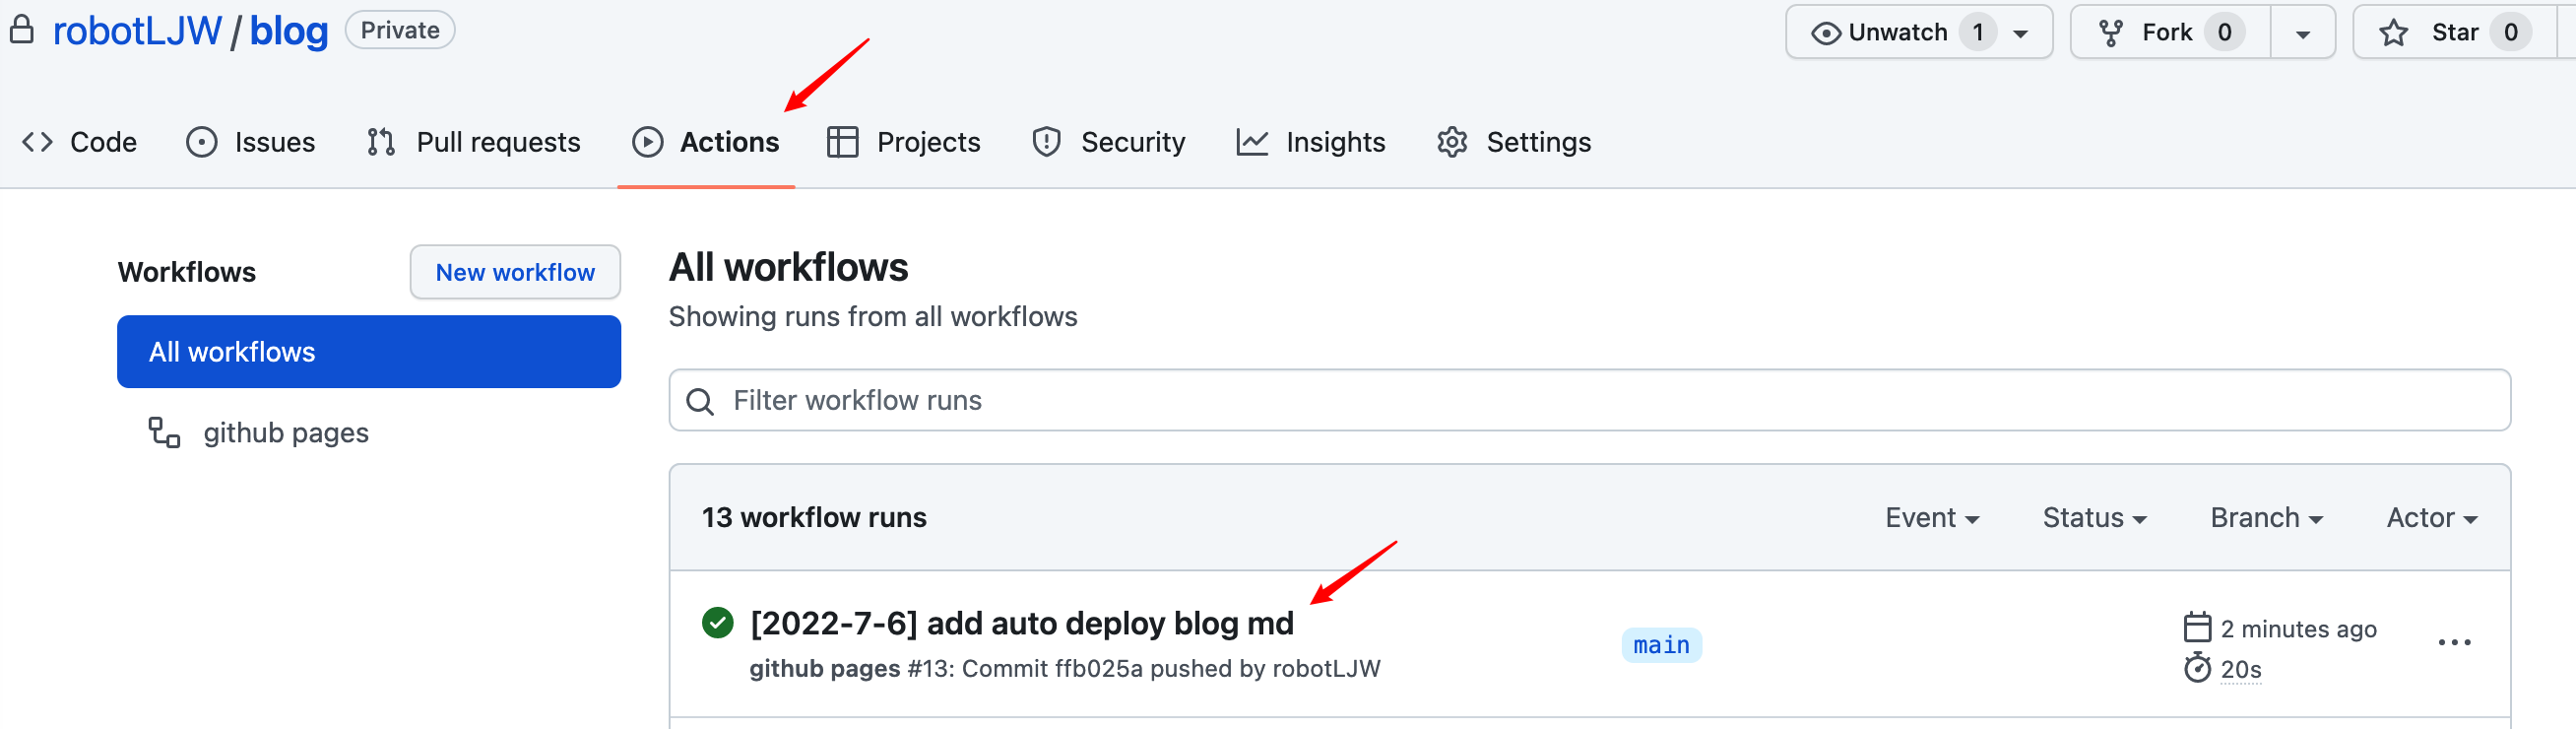 robotLJW / blog Private Unwatch 1 Fork 0 Star 0
Code Issues Pull requests Actions Projects Security Insights Settings
Workflows New workflow
All workflows
github pages
All workflows
Showing runs from all workflows
Filter workflow runs
13 workflow runs Event Status Branch Actor
[2022-7-6] add auto deploy blog md
github pages #13: Commit ffb025a pushed by robotLJW
main
2 minutes ago
20s